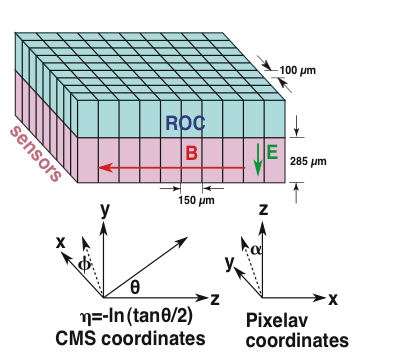 100 µm
ROC
sensors
B
E
285 µm
150 µm
y
z
x
ϕ
y
α
θ
z
x
η=-ln(tanθ/2)
CMS coordinates
Pixelav
coordinates